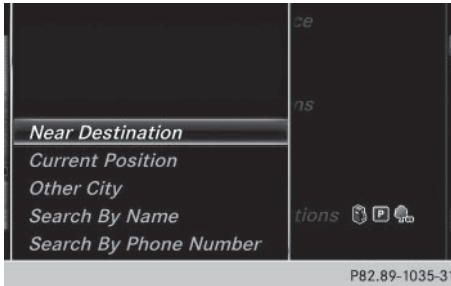 ce
ns
Near Destination
Current Position
Other City
Search By Name
tions P
Search By Phone Number
P82.89-1035-31